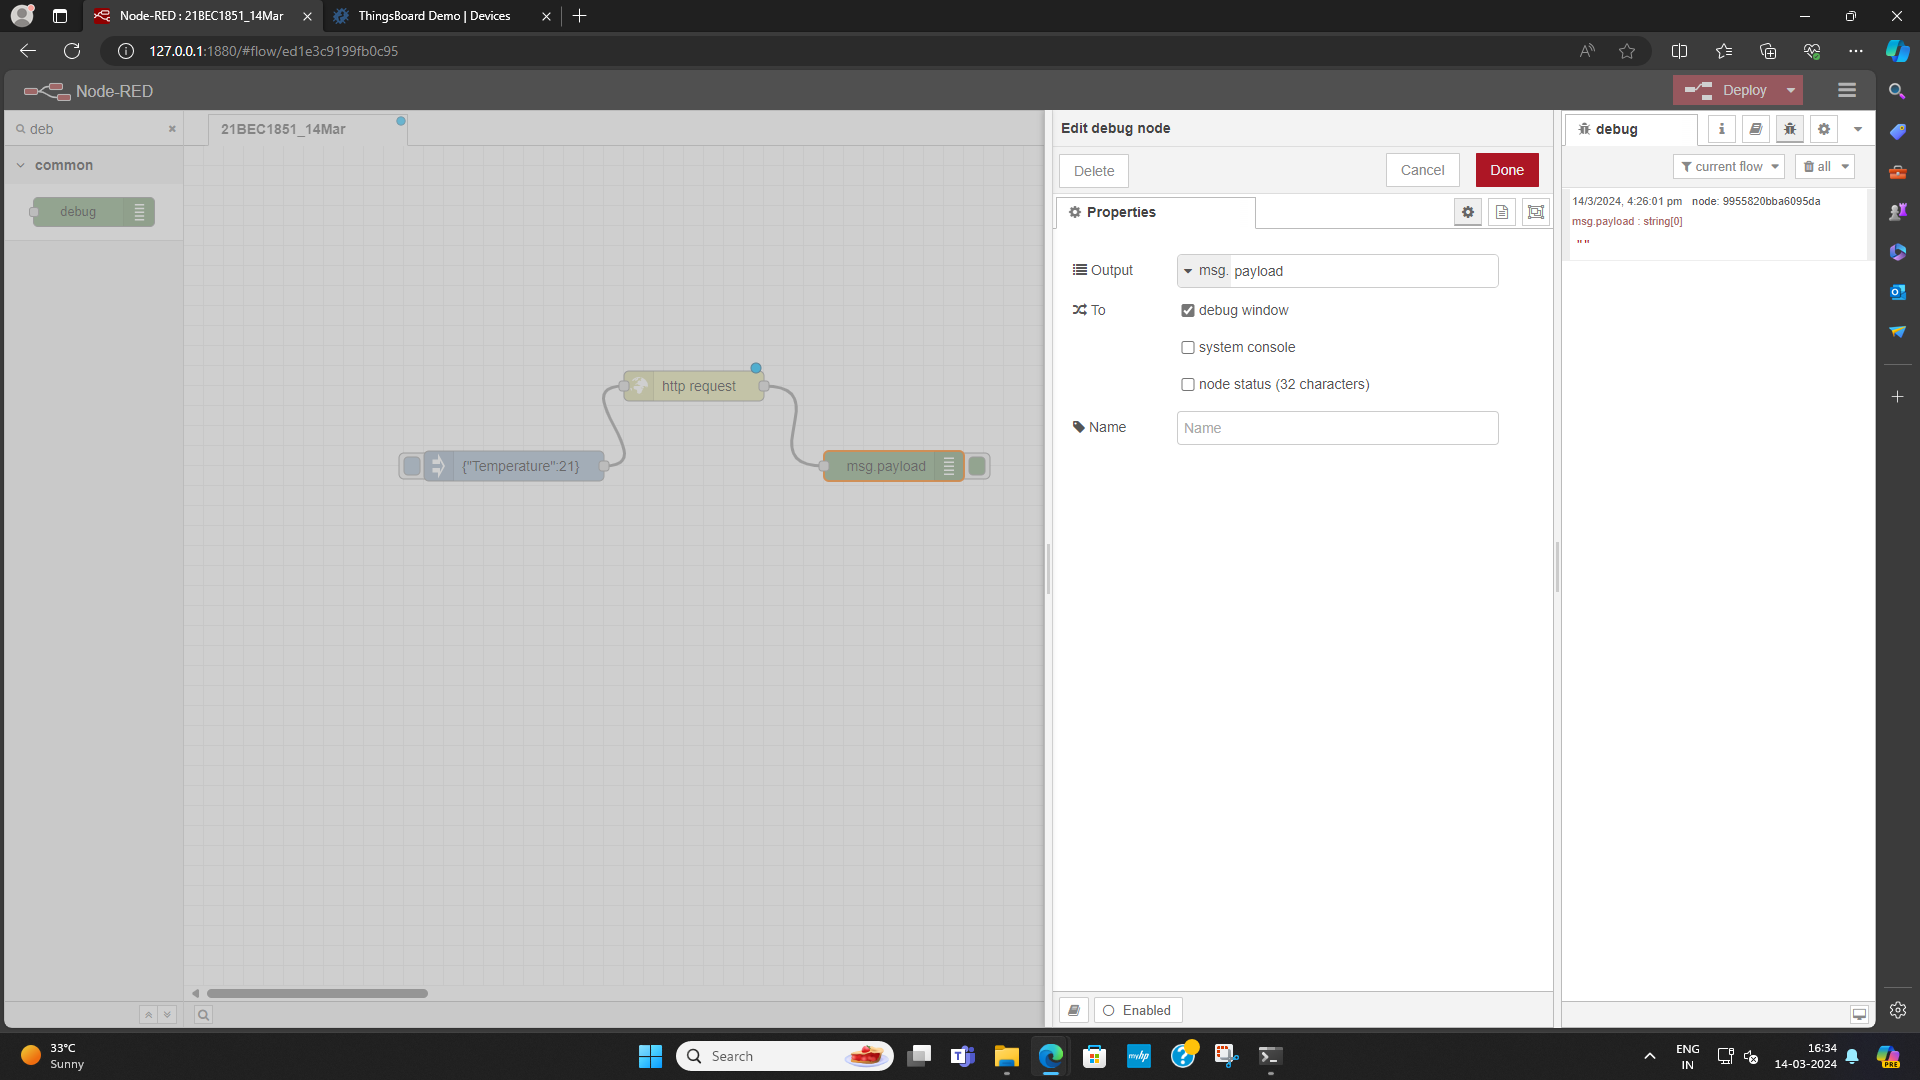 Node-RED : 21BEC1851_14Mar
ThingsBoard Demo | Devices
127.0.0.1:1880/#flow/ed1e3c9199fb0c95
Node-RED
Deploy
deb
common
debug
21BEC1851_14Mar
http request
{"Temperature":21}
msg.payload
Edit debug node
Delete
Cancel
Done
Properties
Output
msg. payload
To
debug window
system console
node status (32 characters)
Name
Name
Enabled
debug
current flow
all
14/3/2024, 4:26:01 pm node: 9955820bba6095da
msg.payload : string[0]
""
33°C
Sunny
Search
myhp
ENG
IN
16:34
14-03-2024
PRE